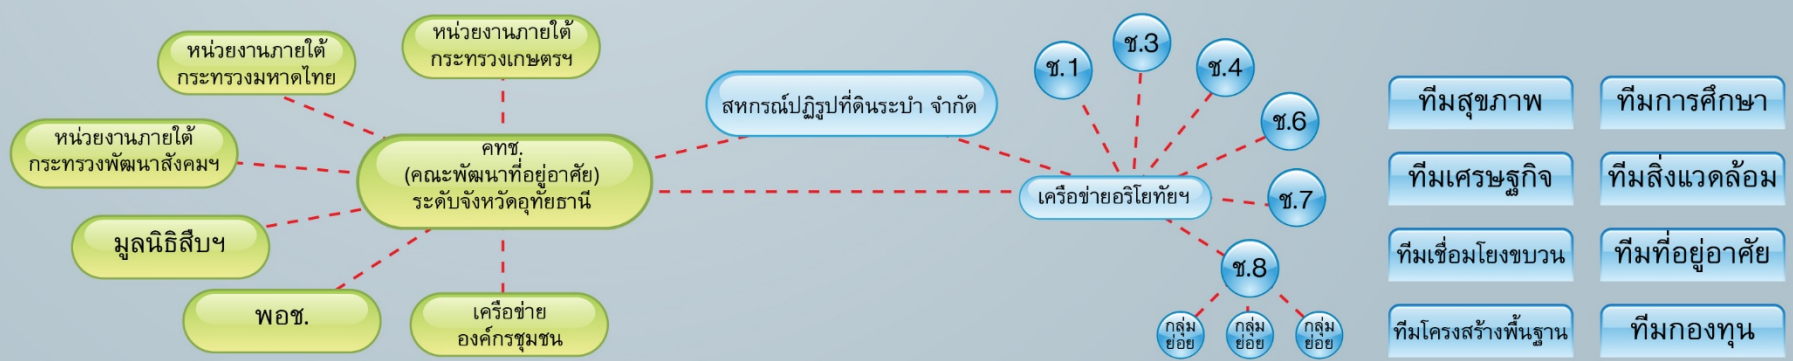 หน่วยงานภายใต้
กระทรวงมหาดไทย
หน่วยงานภายใต้
กระทรวงเกษตรฯ
หน่วยงานภายใต้
กระทรวงพัฒนาสังคมฯ
คทช.
(คณะพัฒนาที่อยู่อาศัย)
ระดับจังหวัดอุทัยธานี
มูลนิธิสืบฯ
พอช.
เครือข่าย
องค์กรชุมชน
สหกรณ์ปฏิรูปที่ดินระบำ จำกัด
เครือข่ายอริโยทัยฯ
ซ.1
ซ.3
ซ.4
ซ.6
ซ.7
ซ.8
กลุ่ม
ย่อย
กลุ่ม
ย่อย
กลุ่ม
ย่อย
ทีมสุขภาพ
ทีมการศึกษา
ทีมเศรษฐกิจ
ทีมสิ่งแวดล้อม
ทีมเชื่อมโยงขบวน
ทีมที่อยู่อาศัย
ทีมโครงสร้างพื้นฐาน
ทีมกองทุน